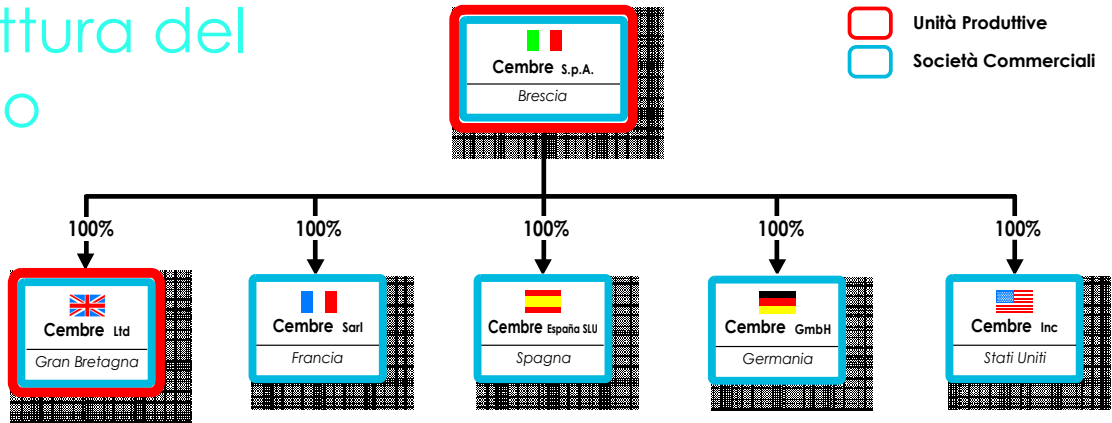 ttura del
o
Unità Produttive
Società Commerciali
Cembre S.p.A.
Brescia
100%
100%
100%
100%
100%
Cembre Ltd
Gran Bretagna
Cembre Sarl
Francia
Cembre España SLU
Spagna
Cembre GmbH
Germania
Cembre Inc
Stati Uniti